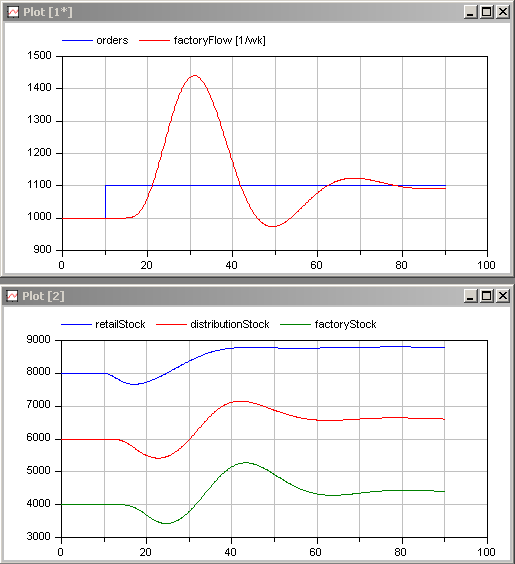 Plot [1*]
orders factoryFlow [1/wk]
1500
1400
1300
1200
1100
1000
900
0 20 40 60 80 100
Plot [2]
retailStock distributionStock factoryStock
9000
8000
7000
6000
5000
4000
3000
0 20 40 60 80 100